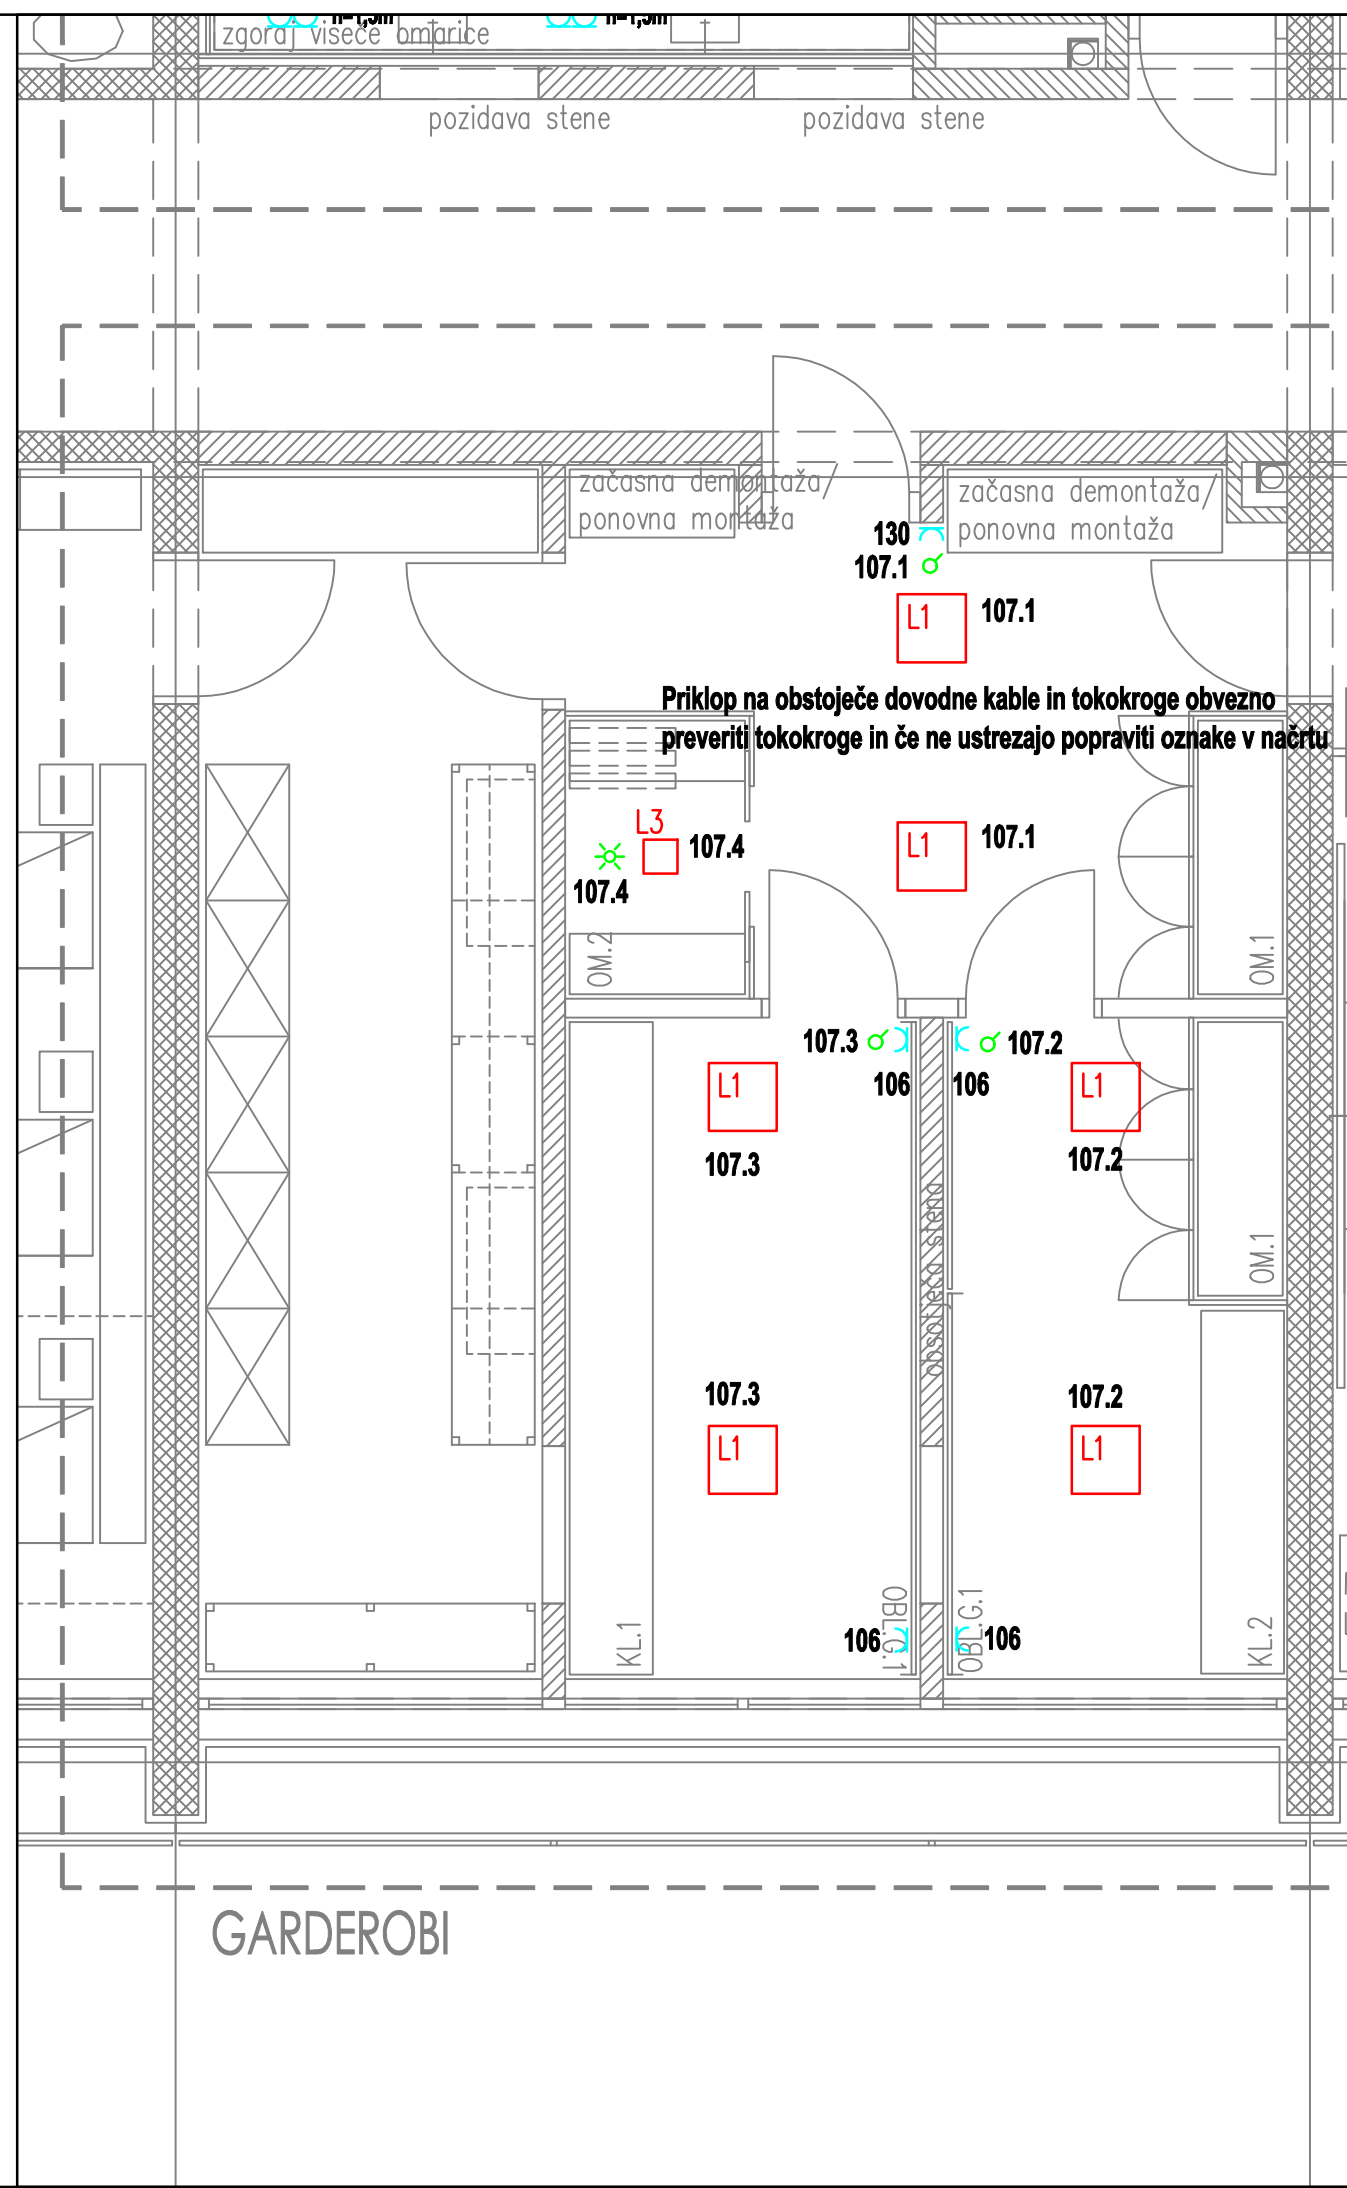 zgoraj viseče omarice
pozidava stene
pozidava stene
začasna demontaža/
ponovna montaža
začasna demontaža/
ponovna montaža
130
107.1
L1
107.1
Priklop na obstoječe dovodne kable in tokokroge obvezno
preveriti tokokroge in če ne ustrezajo popraviti oznake v načrtu
L3
107.4
107.4
L1
107.1
OM.2
OM.1
107.3
107.2
106
106
L1
L1
107.3
107.2
obsotječa stena
OM.1
107.3
107.2
L1
L1
KL.1
OBL.G.1
OBL.G.1
KL.2
106
106
GARDEROBI